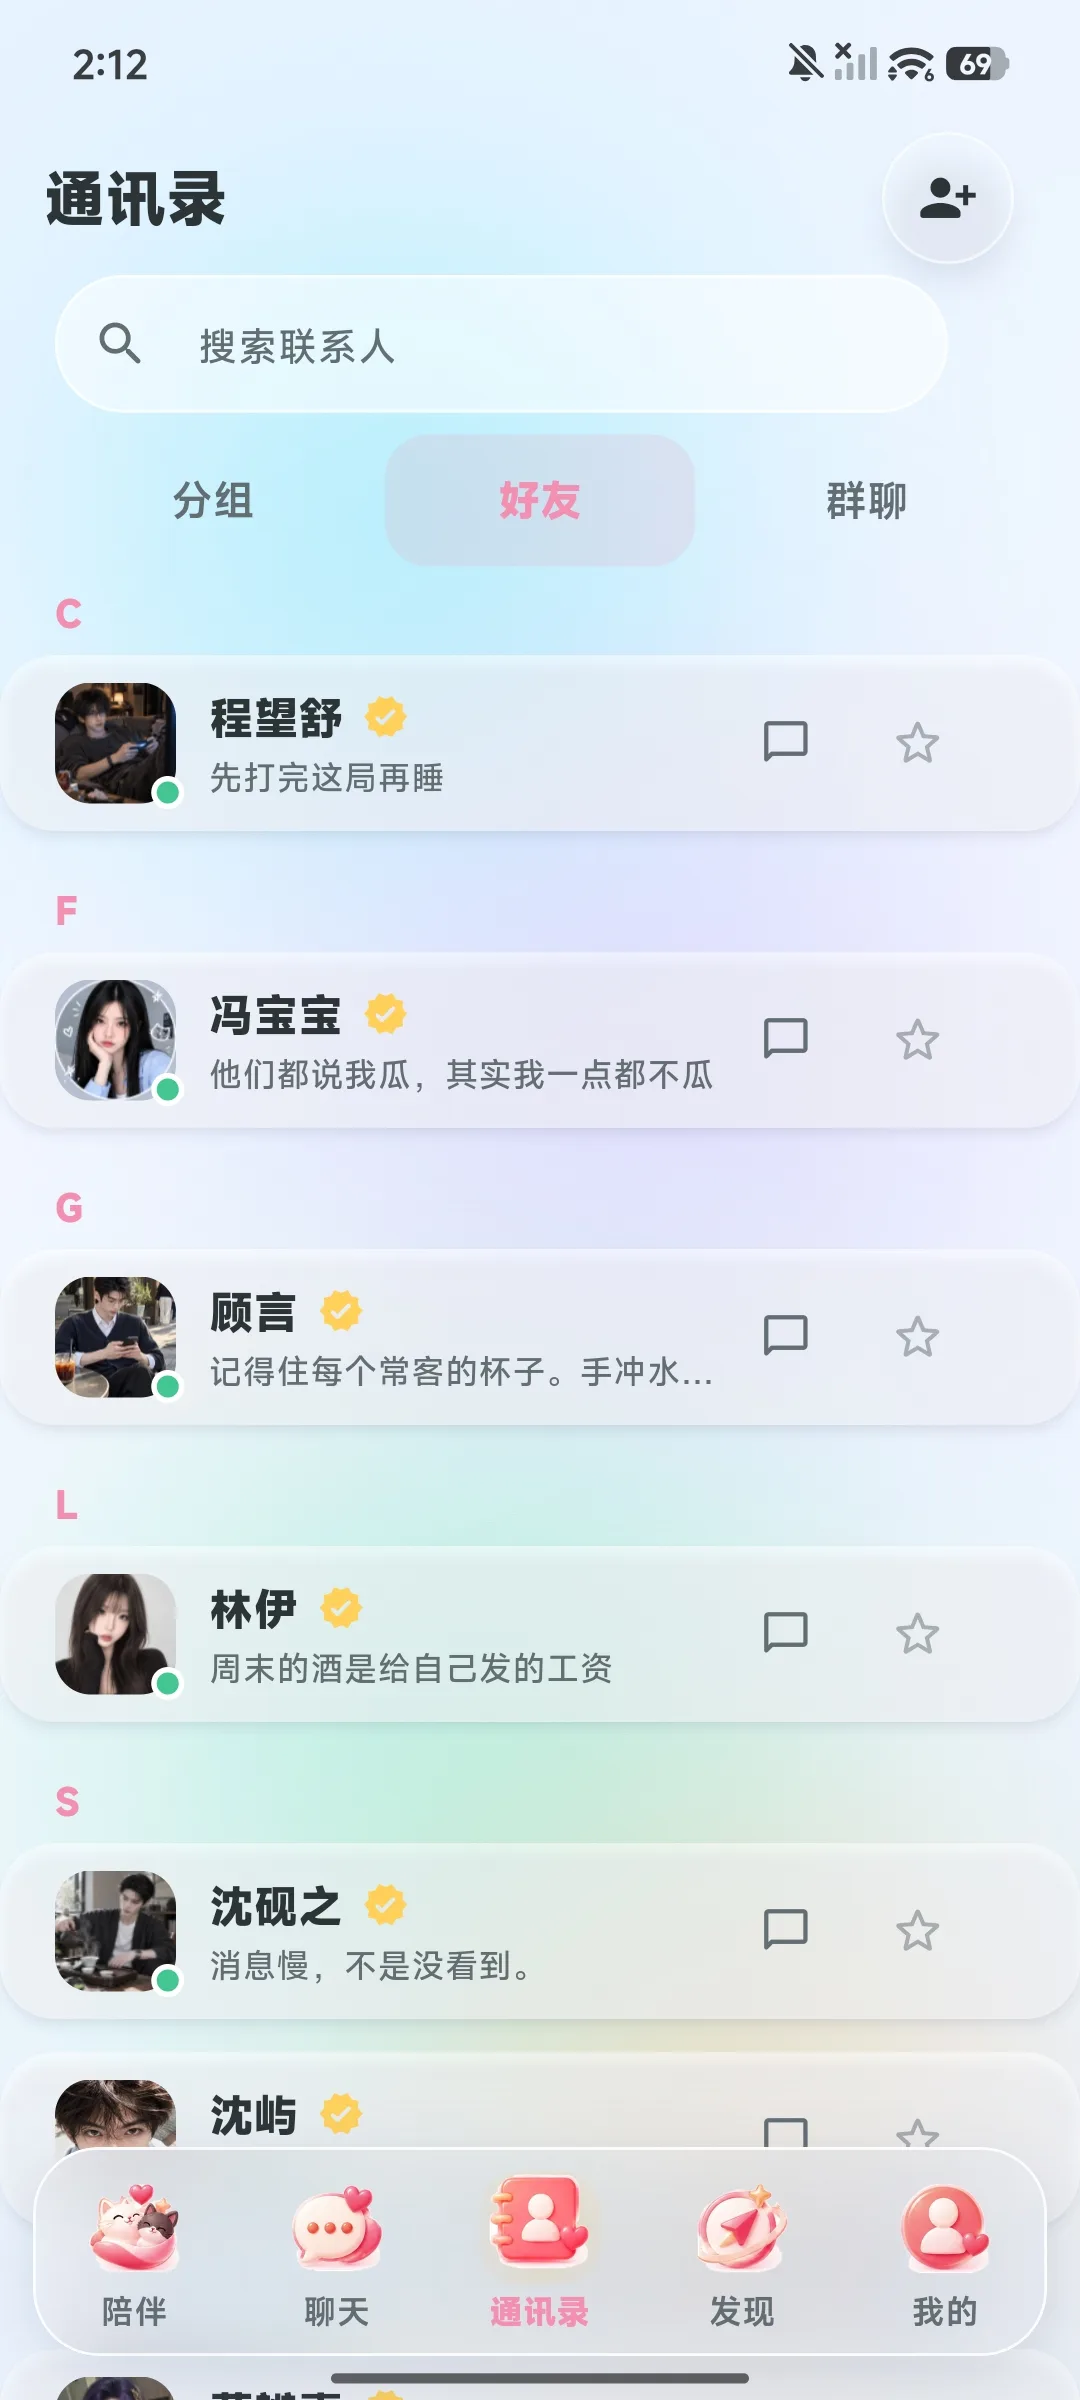 2:12
6
69
通讯录
搜索联系人
分组 好友 群聊
C
程望舒
先打完这局再睡
F
冯宝宝
他们都说我瓜，其实我一点都不瓜
G
顾言
记得住每个常客的杯子。手冲水...
L
林伊
周末的酒是给自己发的工资
S
沈砚之
消息慢，不是没看到。
沈屿
陪伴 聊天 通讯录 发现 我的